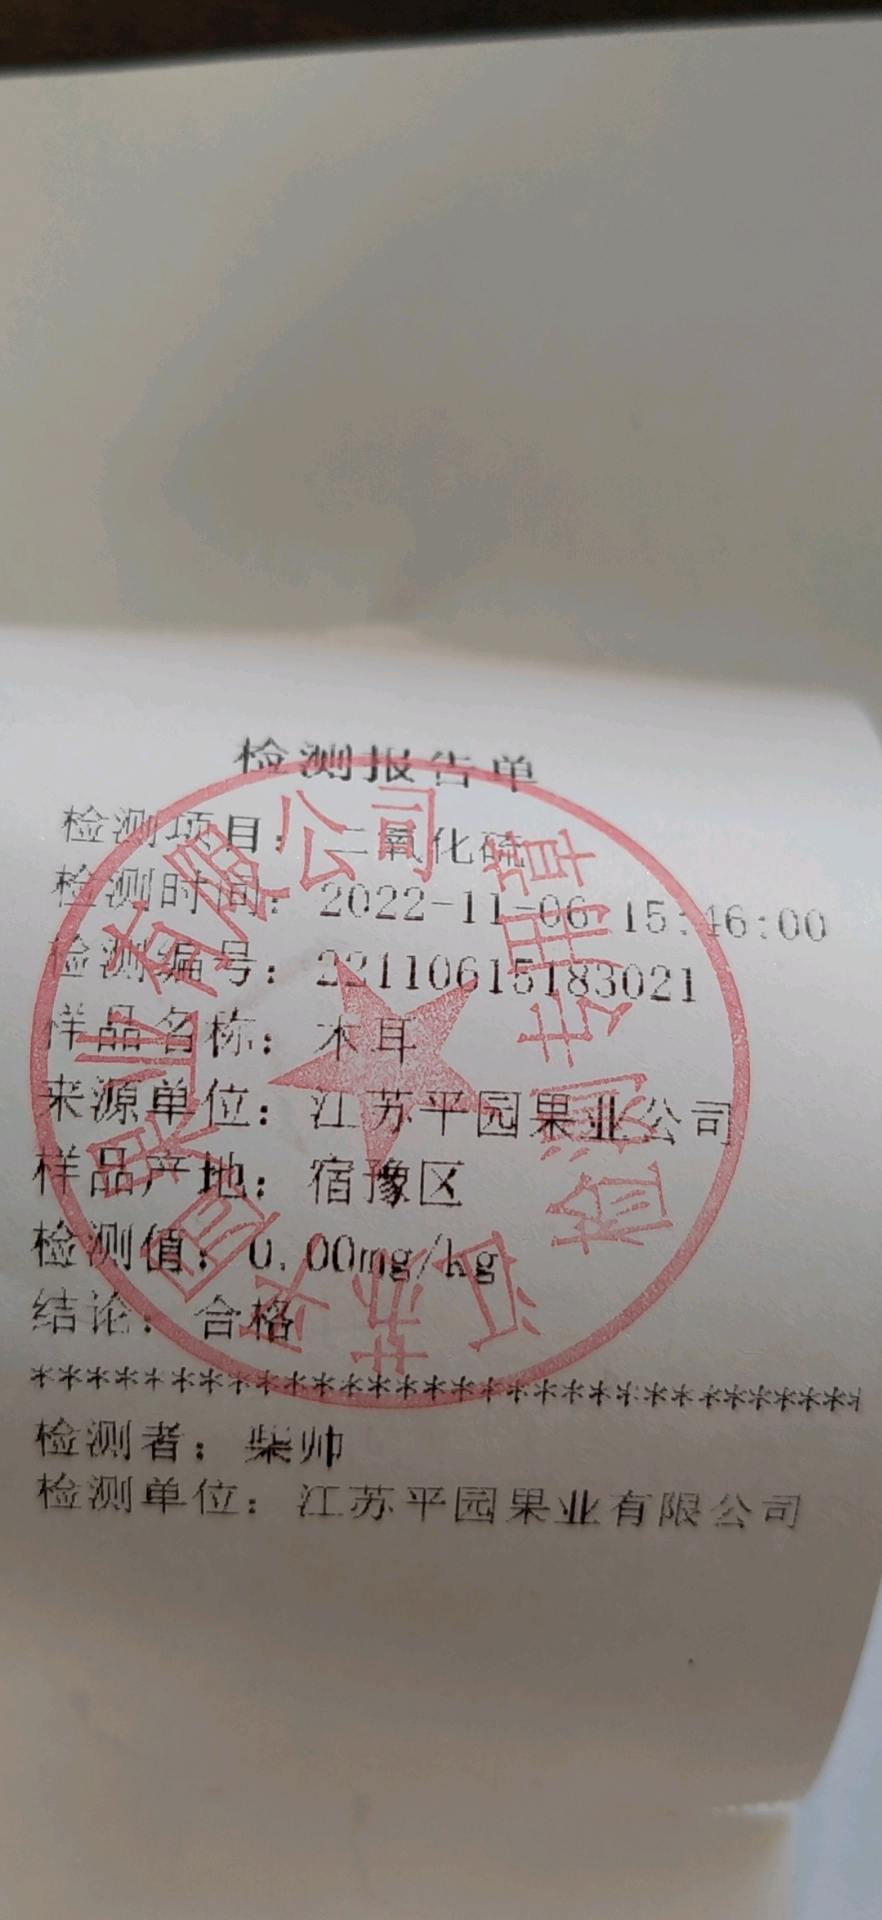 检测报告单
检测项目：二氧化硫
检测时间：2022-11-06 15:46:00
检测编号：22110615183021
样品名称：木耳
来源单位：江苏平园果业公司
样品产地：宿豫区
检测值：0.00mg/kg
结论：合格
******************************
检测者：柴帅
检测单位：江苏平园果业有限公司
江苏平园果业有限公司
检测专用章